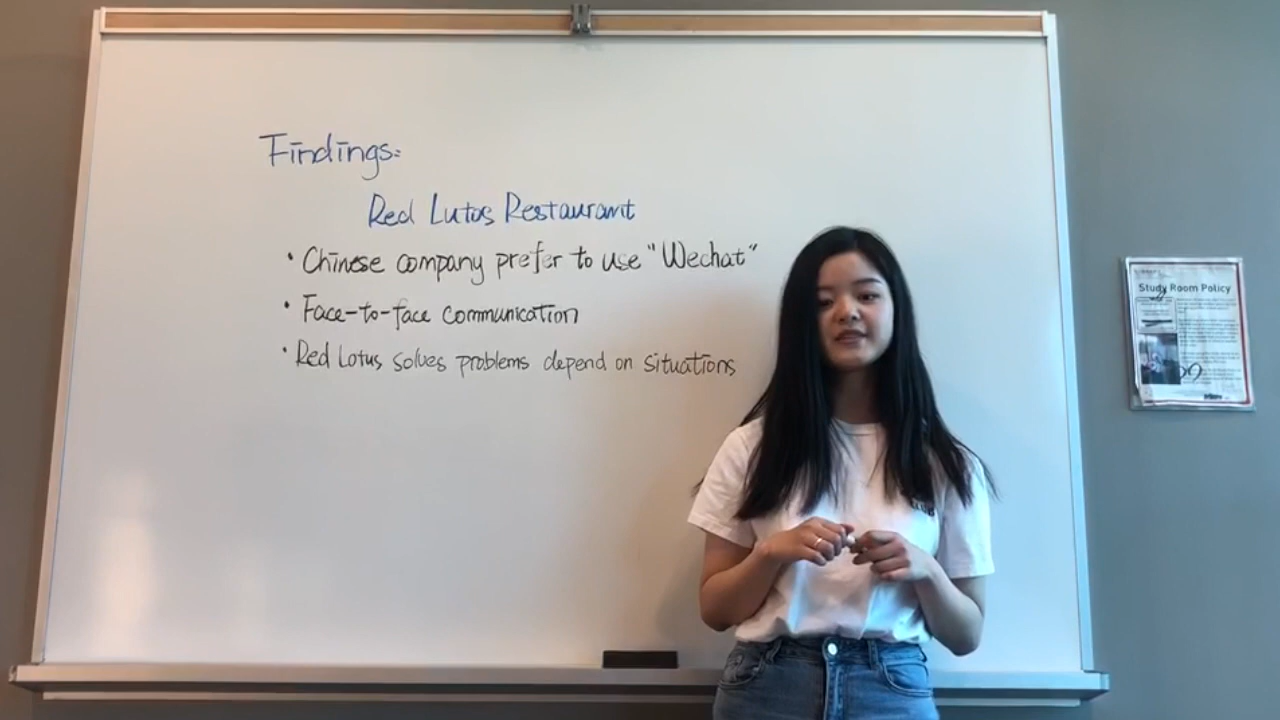 Findings:
Red Lutus Restaurant
• Chinese company prefer to use "Wechat"
• Face-to-face communication
• Red Lotus solves problems depend on situations
Study Room Policy